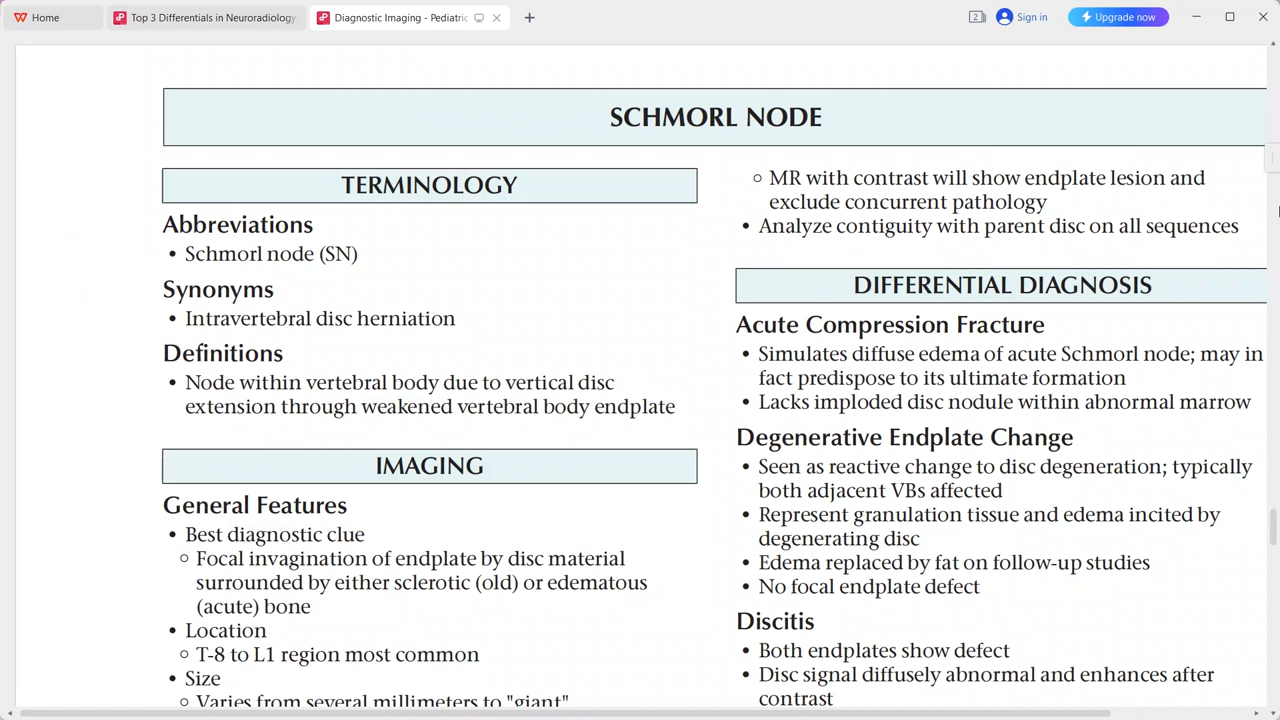 Home
Top 3 Differentials in Neuroradiology.
Diagnostic Imaging - Pediatric
2
Sign in
Upgrade now
SCHMORL NODE
TERMINOLOGY
Abbreviations
• Schmorl node (SN)
Synonyms
• Intravertebral disc herniation
Definitions
• Node within vertebral body due to vertical disc
extension through weakened vertebral body endplate
IMAGING
General Features
• Best diagnostic clue
○ Focal invagination of endplate by disc material
surrounded by either sclerotic (old) or edematous
(acute) bone
• Location
○ T-8 to L1 region most common
• Size
○ Varies from several millimeters to "giant"
○ MR with contrast will show endplate lesion and
exclude concurrent pathology
• Analyze contiguity with parent disc on all sequences
DIFFERENTIAL DIAGNOSIS
Acute Compression Fracture
• Simulates diffuse edema of acute Schmorl node; may in
fact predispose to its ultimate formation
• Lacks imploded disc nodule within abnormal marrow
Degenerative Endplate Change
• Seen as reactive change to disc degeneration; typically
both adjacent VBs affected
• Represent granulation tissue and edema incited by
degenerating disc
• Edema replaced by fat on follow-up studies
• No focal endplate defect
Discitis
• Both endplates show defect
• Disc signal diffusely abnormal and enhances after
contrast